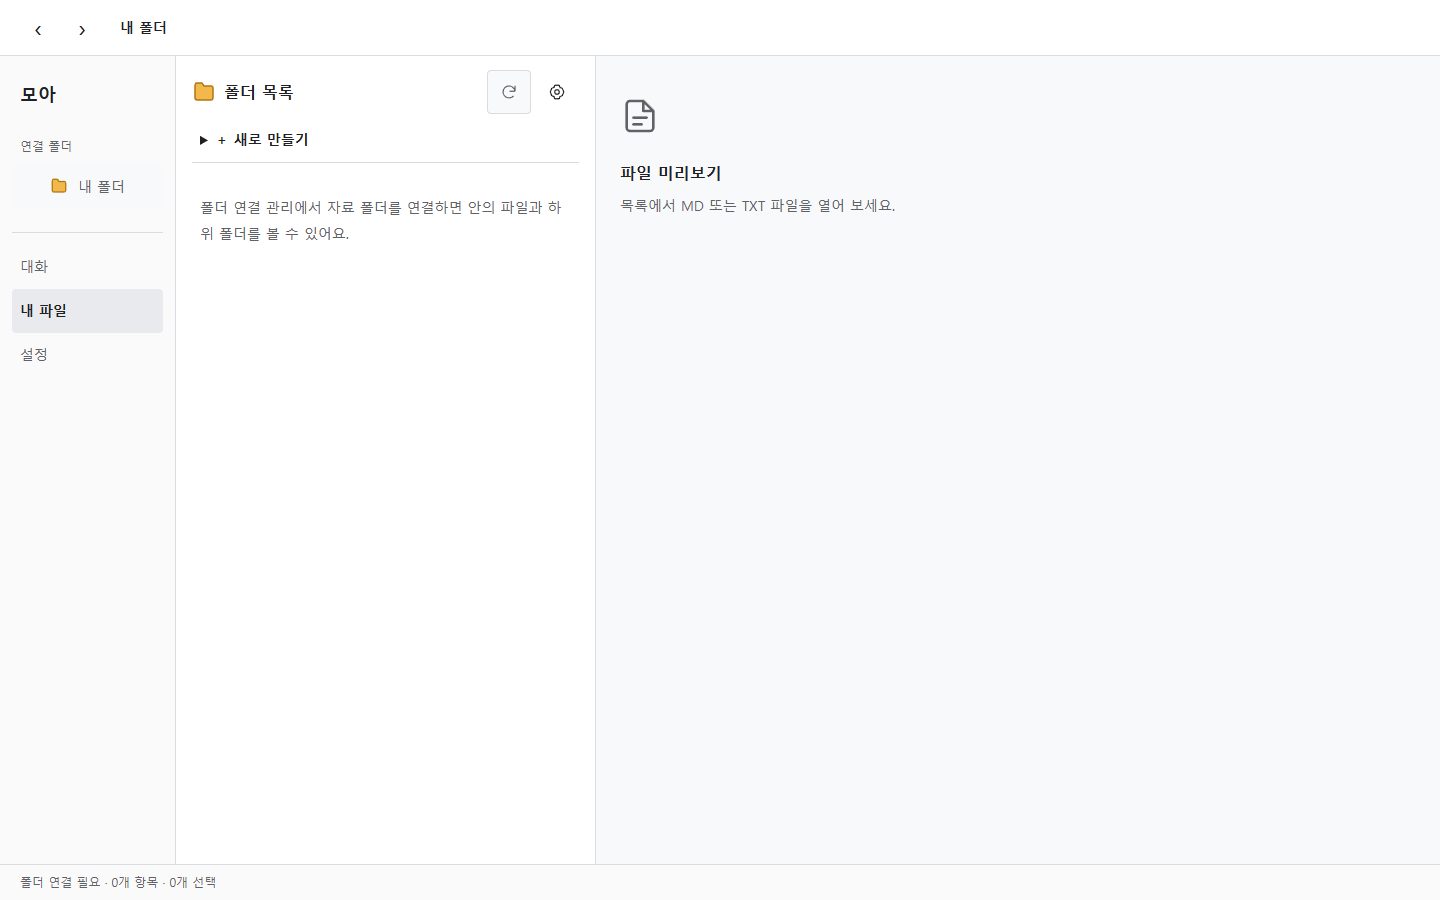 ‹ › 내 폴더
모아
연결 폴더
내 폴더
대화
내 파일
설정
폴더 목록
▶ + 새로 만들기
폴더 연결 관리에서 자료 폴더를 연결하면 안의 파일과 하
위 폴더를 볼 수 있어요.
파일 미리보기
목록에서 MD 또는 TXT 파일을 열어 보세요.
폴더 연결 필요 · 0개 항목 · 0개 선택